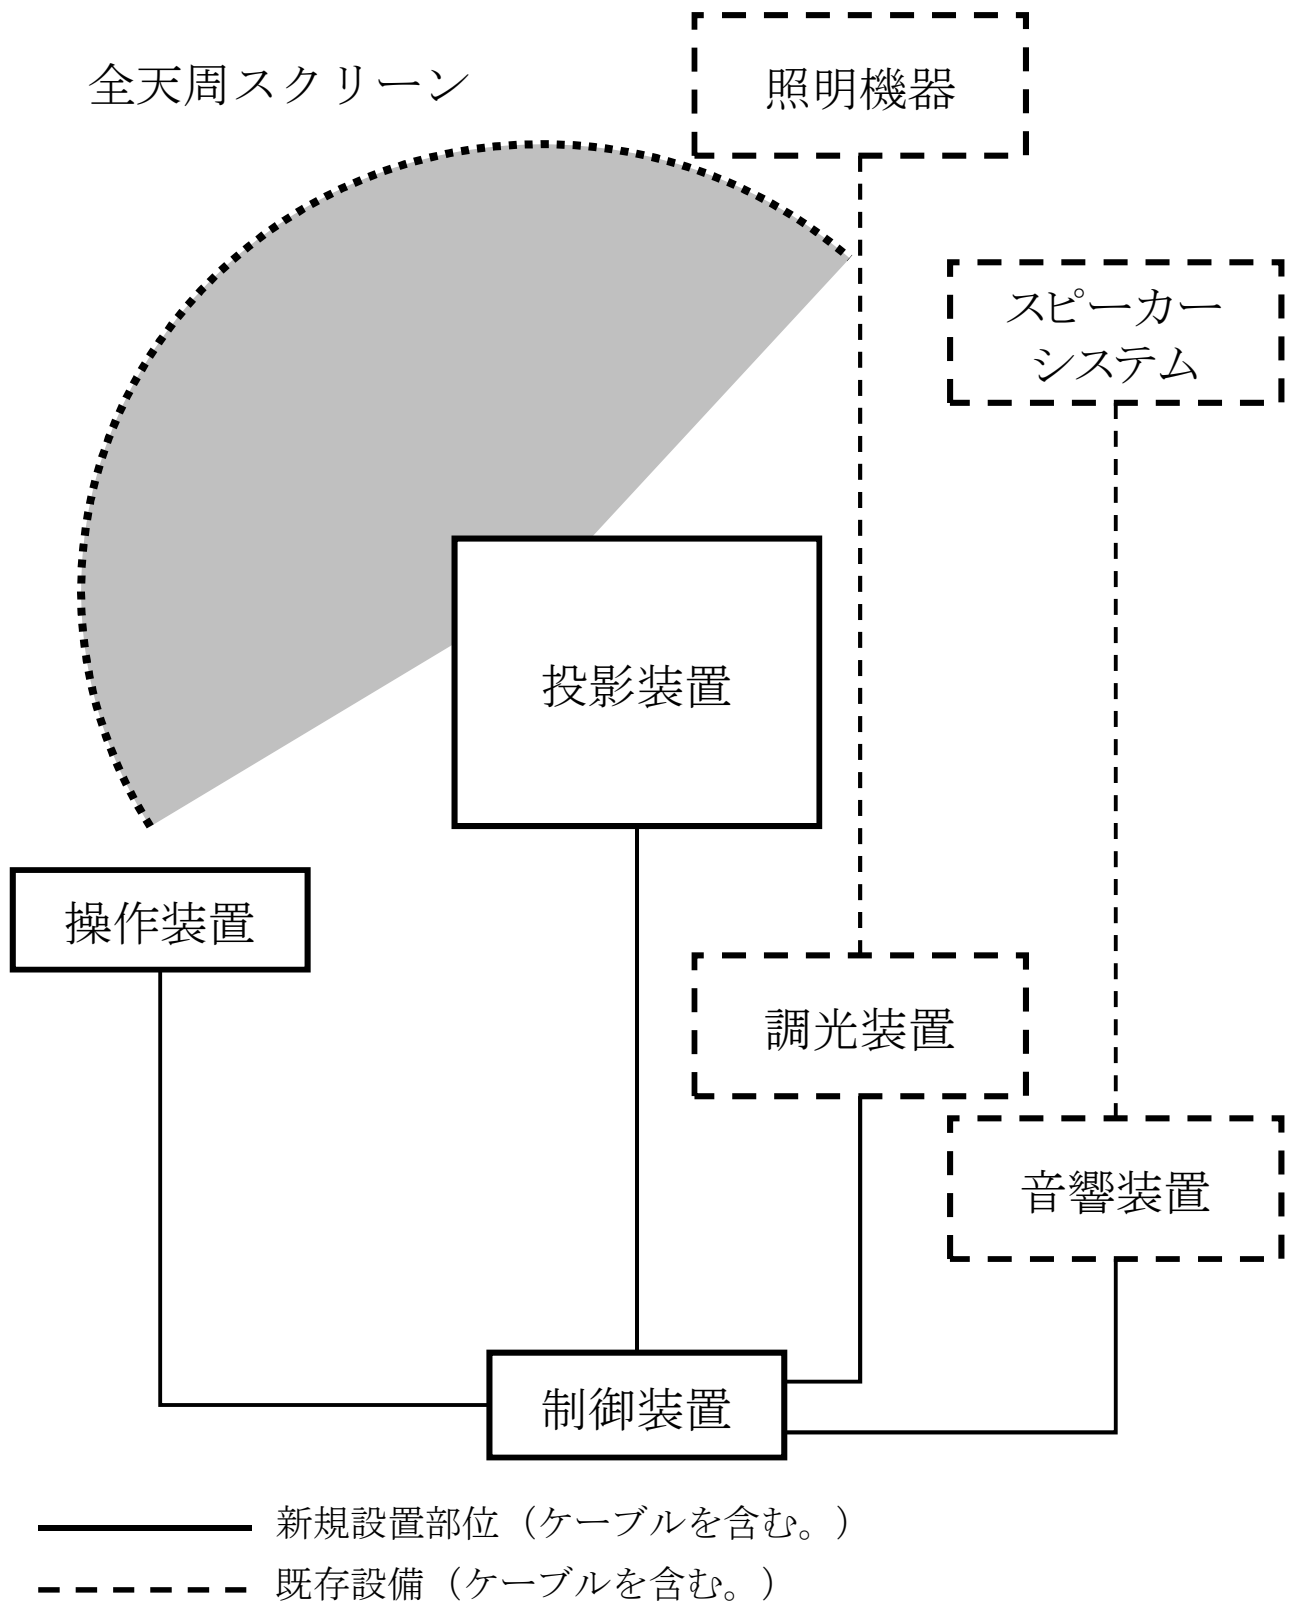 照明機器
全天周スクリーン
スピーカー
システム
投影装置
操作装置
調光装置
音響装置
制御装置
新規設置部位（ケーブルを含む。）
既存設備（ケーブルを含む。）